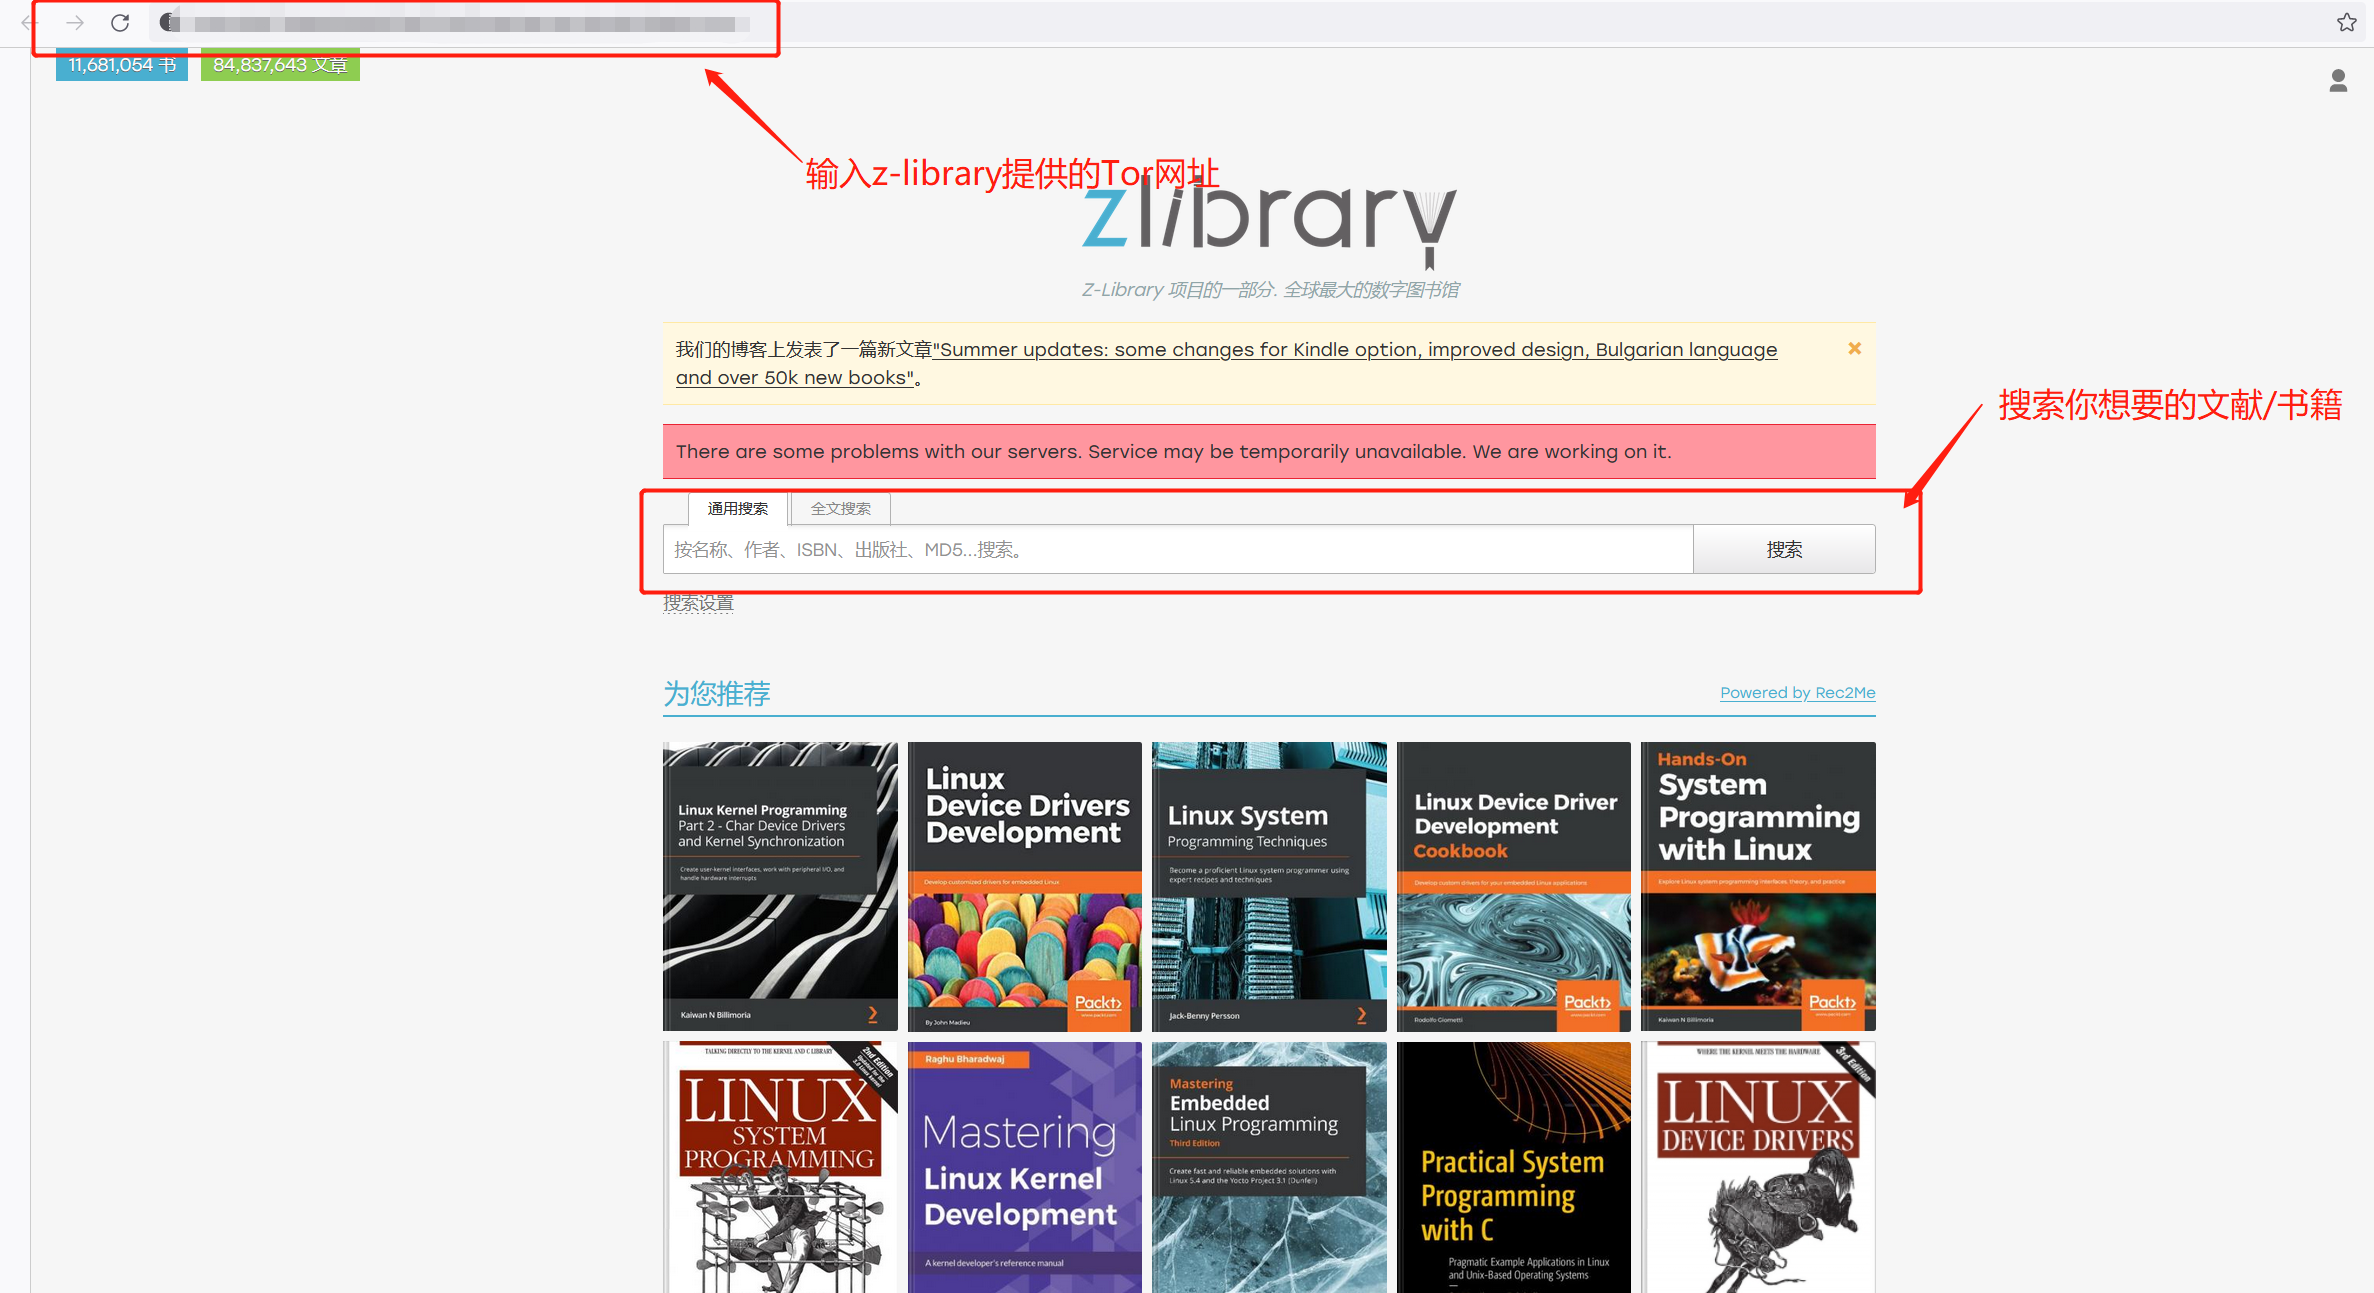 11,681,054 书
84,837,643 文章
输入z-library提供的Tor网址
zlibrary
Z-Library 项目的一部分. 全球最大的数字图书馆
我们的博客上发表了一篇新文章"Summer updates: some changes for Kindle option, improved design, Bulgarian language
and over 50k new books"。
搜索你想要的文献/书籍
There are some problems with our servers. Service may be temporarily unavailable. We are working on it.
通用搜索
全文搜索
按名称、作者、ISBN、出版社、MD5...搜索。
搜索
搜索设置
为您推荐
Powered by Rec2Me
Linux Kernel Programming
Part 2 - Char Device Drivers
and Kernel Synchronization
Create user-kernel interfaces, work with peripheral I/O, and
handle hardware interrupts
Kaiwan N Billimoria
Linux
Device Drivers
Development
Develop customized drivers for embedded Linux
By John Madieu
Packt>
www.packt.com
Linux System
Programming Techniques
Become a proficient Linux system programmer using
expert recipes and techniques
Jack-Benny Persson
Linux Device Driver
Development
Cookbook
Develop custom drivers for your embedded Linux applications
Rodolfo Giometti
Packt>
www.packt.com
Hands-On
System
Programming
with Linux
Explore Linux system programming interfaces, theory, and practice
Kaiwan N Billimoria
Packt>
www.packt.com
TALKING DIRECTLY TO THE KERNEL AND C LIBRARY
2nd Edition
LINUX
SYSTEM
PROGRAMMING
Raghu Bharadwaj
Mastering
Linux Kernel
Development
A kernel developer's reference manual
Mastering
Embedded
Linux Programming
Third Edition
Create fast and reliable embedded solutions with
Linux 5.4 and the Yocto Project 3.1 (Dunfell)
Practical System
Programming
with C
Pragmatic Example Applications in Linux
and Unix-Based Operating Systems
WHERE THE KERNEL MEETS THE HARDWARE
3rd Edition
LINUX
DEVICE DRIVERS